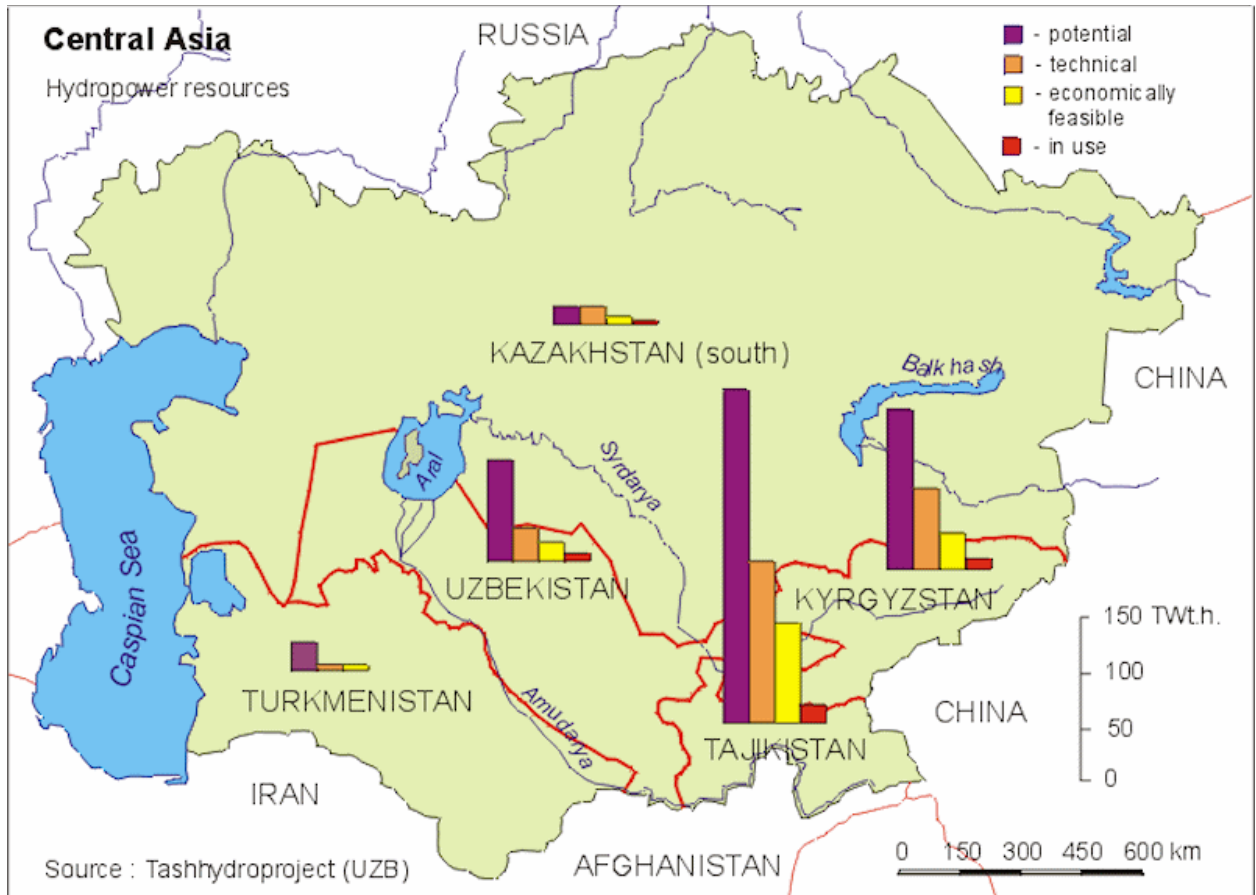 Central Asia
Hydropower resources
RUSSIA
- potential
- technical
- economically
feasible
- in use
KAZAKHSTAN (south)
Balkhash
CHINA
Aral
Syrdarya
Caspian Sea
UZBEKISTAN
KYRGYZSTAN
150 TWt.h.
100
50
0
TURKMENISTAN
Amudarya
TAJIKISTAN
CHINA
IRAN
AFGHANISTAN
0 150 300 450 600 km
Source : Tashhydroproject (UZB)